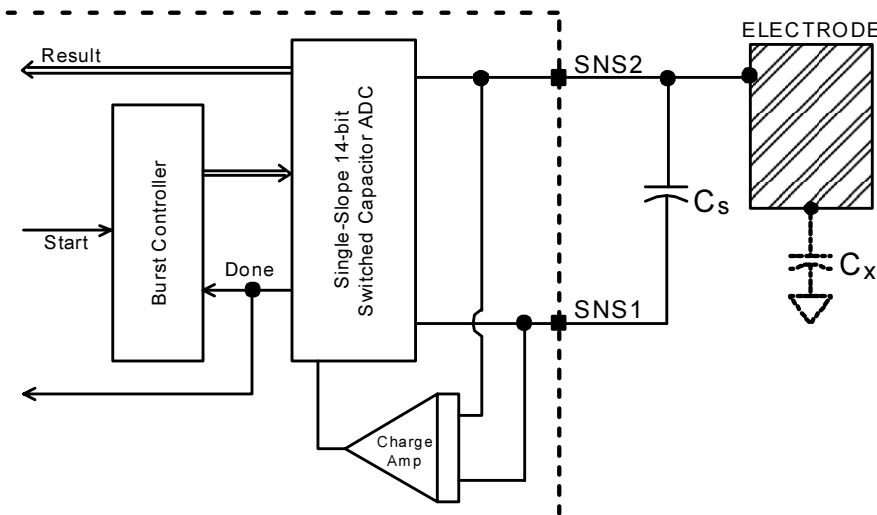 ELECTRODE
Result
SNS2
Burst Controller
Single-Slope 14-bit
Switched Capacitor ADC
Cs
Start
Done
Cx
SNS1
Charge
Amp